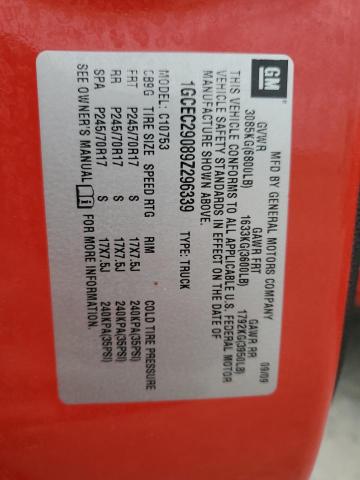 GM
MFD BY GENERAL MOTORS COMPANY 09/09
GVWR GAWR FRT GAWR RR
3085KG(6800LB) 1633KG(3600LB) 1792KG(3950LB)
THIS VEHICLE CONFORMS TO ALL APPLICABLE U.S. FEDERAL MOTOR
VEHICLE SAFETY STANDARDS IN EFFECT ON THE DATE OF
MANUFACTURE SHOWN ABOVE.
1GCEC29089Z296339 TYPE: TRUCK
MODEL: C10753
CB9G TIRE SIZE SPEED RTG RIM COLD TIRE PRESSURE
FRT P245/70R17 S 17X7.5J 240KPA(35PSI)
RR P245/70R17 S 17X7.5J 240KPA(35PSI)
SPA P245/70R17 S 17X7.5J 240KPA(35PSI)
SEE OWNER'S MANUAL i FOR MORE INFORMATION